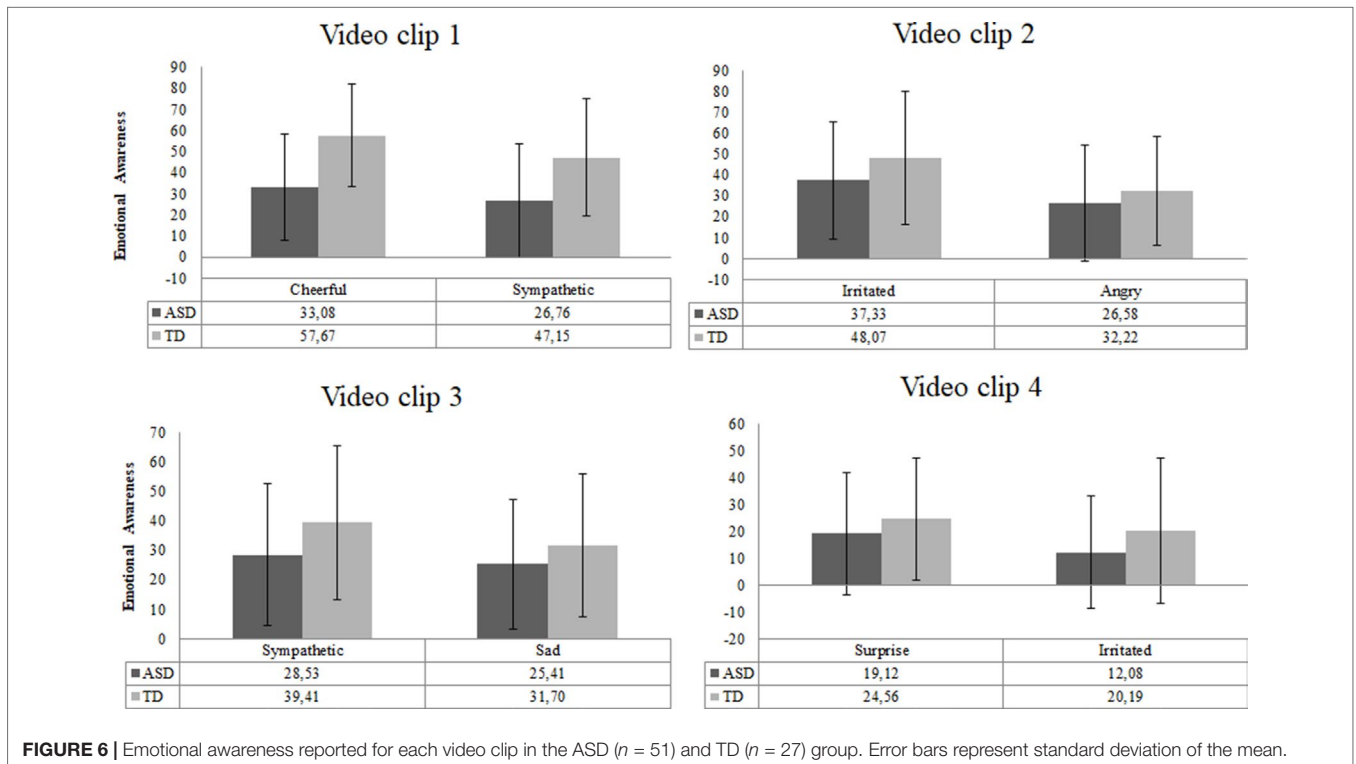 Video clip 1
Emotional Awareness
90
80
70
60
50
40
30
20
10
0
-10
Cheerful Sympathetic
ASD 33,08 26,76
TD 57,67 47,15
Video clip 2
90
80
70
60
50
40
30
20
10
0
-10
Irritated Angry
ASD 37,33 26,58
TD 48,07 32,22
Video clip 3
Emotional Awareness
70
60
50
40
30
20
10
0
Sympathetic Sad
ASD 28,53 25,41
TD 39,41 31,70
Video clip 4
60
50
40
30
20
10
0
-10
-20
Surprise Irritated
ASD 19,12 12,08
TD 24,56 20,19
FIGURE 6 | Emotional awareness reported for each video clip in the ASD (n = 51) and TD (n = 27) group. Error bars represent standard deviation of the mean.